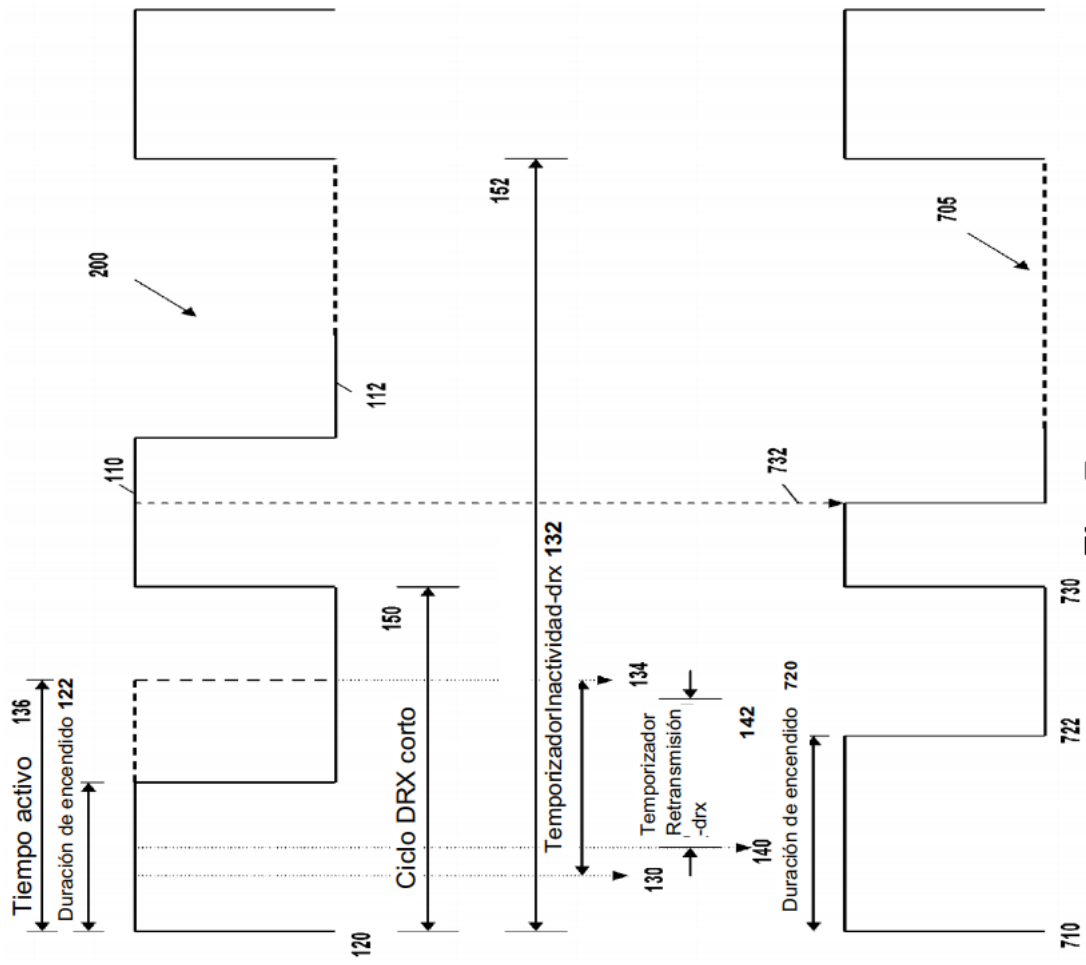 Tiempo activo 136
Duración de encendido 122
120
110
112
200
Ciclo DRX corto
150
152
TemporizadorInactividad-drx 132
130
134
Temporizador
Retransmisión
-drx
142
140
Duración de encendido 720
710
722
730
732
705